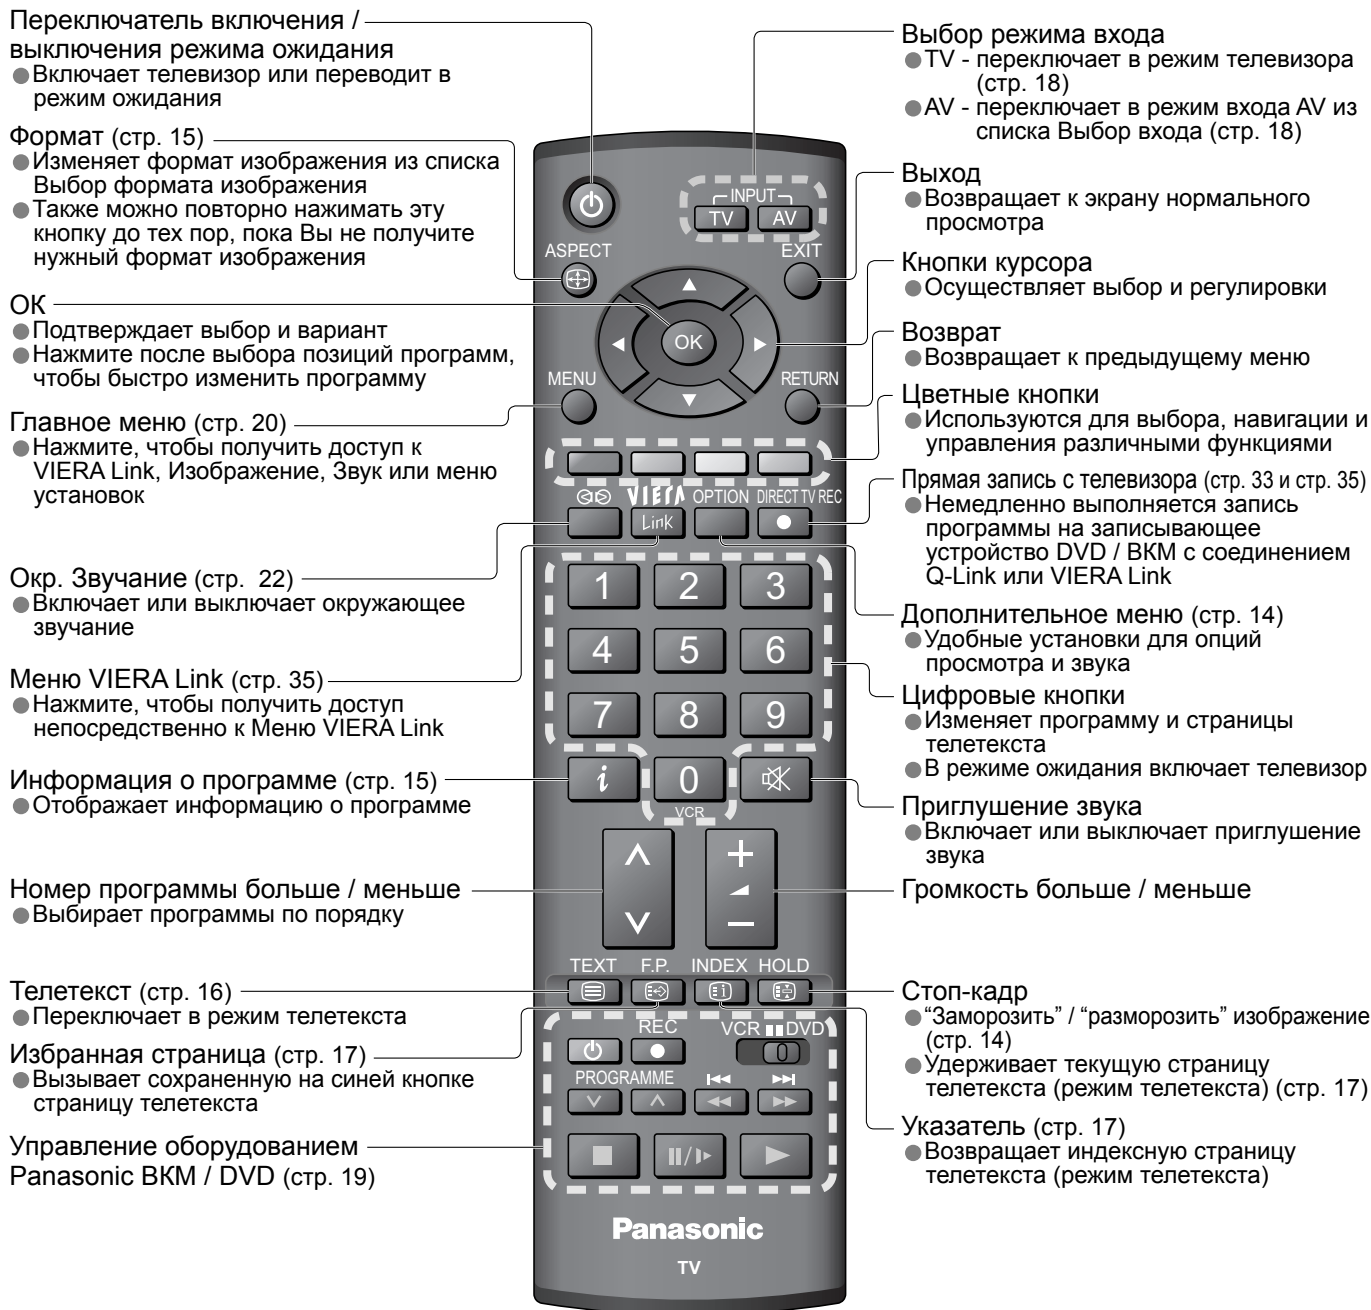 Переключатель включения /
выключения режима ожидания
●Включает телевизор или переводит в
режим ожидания
Формат (стр. 15)
●Изменяет формат изображения из списка
Выбор формата изображения
●Также можно повторно нажимать эту
кнопку до тех пор, пока Вы не получите
нужный формат изображения
ОК
●Подтверждает выбор и вариант
●Нажмите после выбора позиций программ,
чтобы быстро изменить программу
Главное меню (стр. 20)
●Нажмите, чтобы получить доступ к
VIERA Link, Изображение, Звук или меню
установок
Окр. Звучание (стр. 22)
●Включает или выключает окружающее
звучание
Меню VIERA Link (стр. 35)
●Нажмите, чтобы получить доступ
непосредственно к Меню VIERA Link
Информация о программе (стр. 15)
●Отображает информацию о программе
Номер программы больше / меньше
●Выбирает программы по порядку
Телетекст (стр. 16)
●Переключает в режим телетекста
Избранная страница (стр. 17)
●Вызывает сохраненную на синей кнопке
страницу телетекста
Управление оборудованием
Panasonic ВКМ / DVD (стр. 19)
INPUT
TV AV
ASPECT EXIT
OK
MENU RETURN
VIERA OPTION DIRECT TV REC
Link
1 2 3
4 5 6
7 8 9
i 0
VCR
+
−
TEXT F.P. INDEX HOLD
REC VCR DVD
PROGRAMME
Panasonic
TV
Выбор режима входа
●TV - переключает в режим телевизора
(стр. 18)
●AV - переключает в режим входа AV из
списка Выбор входа (стр. 18)
Выход
●Возвращает к экрану нормального
просмотра
Кнопки курсора
●Осуществляет выбор и регулировки
Возврат
●Возвращает к предыдущему меню
Цветные кнопки
●Используются для выбора, навигации и
управления различными функциями
Прямая запись с телевизора (стр. 33 и стр. 35)
●Немедленно выполняется запись
программы на записывающее
устройство DVD / ВКМ с соединением
Q-Link или VIERA Link
Дополнительное меню (стр. 14)
●Удобные установки для опций
просмотра и звука
Цифровые кнопки
●Изменяет программу и страницы
телетекста
●В режиме ожидания включает телевизор
Приглушение звука
●Включает или выключает приглушение
звука
Громкость больше / меньше
Стоп-кадр
●“Заморозить” / “разморозить” изображение
(стр. 14)
●Удерживает текущую страницу
телетекста (режим телетекста) (стр. 17)
Указатель (стр. 17)
●Возвращает индексную страницу
телетекста (режим телетекста)